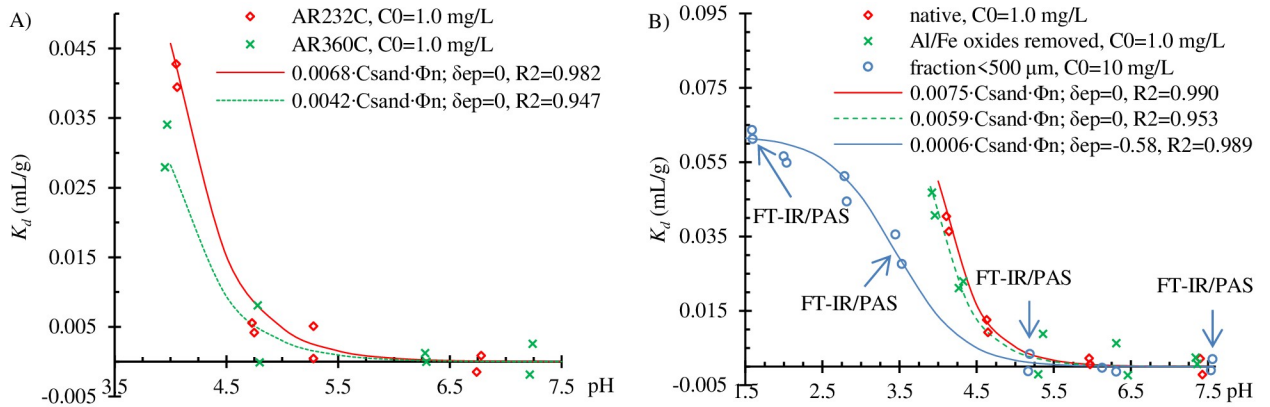 A)
AR232C, C0=1.0 mg/L
AR360C, C0=1.0 mg/L
0.0068·Csand·Φn; δep=0, R2=0.982
0.0042·Csand·Φn; δep=0, R2=0.947
0.045
0.035
0.025
0.015
0.005
-0.005
Kd (mL/g)
3.5 4.5 5.5 6.5 7.5 pH
B)
native, C0=1.0 mg/L
Al/Fe oxides removed, C0=1.0 mg/L
fraction<500 μm, C0=10 mg/L
0.0075·Csand·Φn; δep=0, R2=0.990
0.0059·Csand·Φn; δep=0, R2=0.953
0.0006·Csand·Φn; δep=-0.58, R2=0.989
0.095
0.075
0.055
0.035
0.015
-0.005
Kd (mL/g)
FT-IR/PAS
FT-IR/PAS
FT-IR/PAS
FT-IR/PAS
1.5 2.5 3.5 4.5 5.5 6.5 7.5 pH